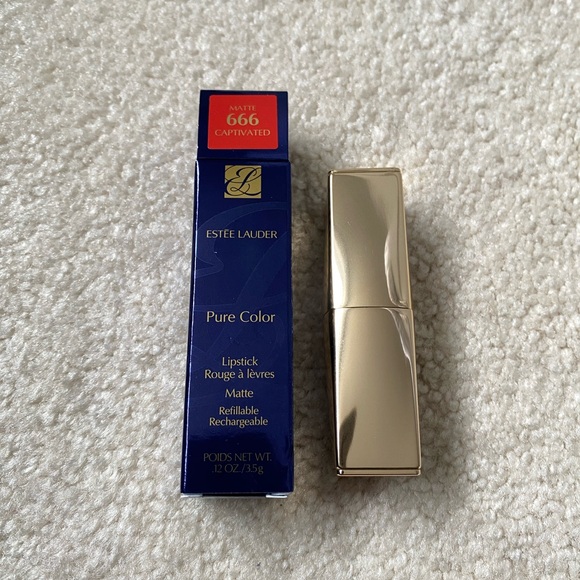 MATTE
666
CAPTIVATED
EL
ESTĒE LAUDER
Pure Color
Lipstick
Rouge à lèvres
Matte
Refillable
Rechargeable
POIDS NET WT.
.12 OZ./3.5g